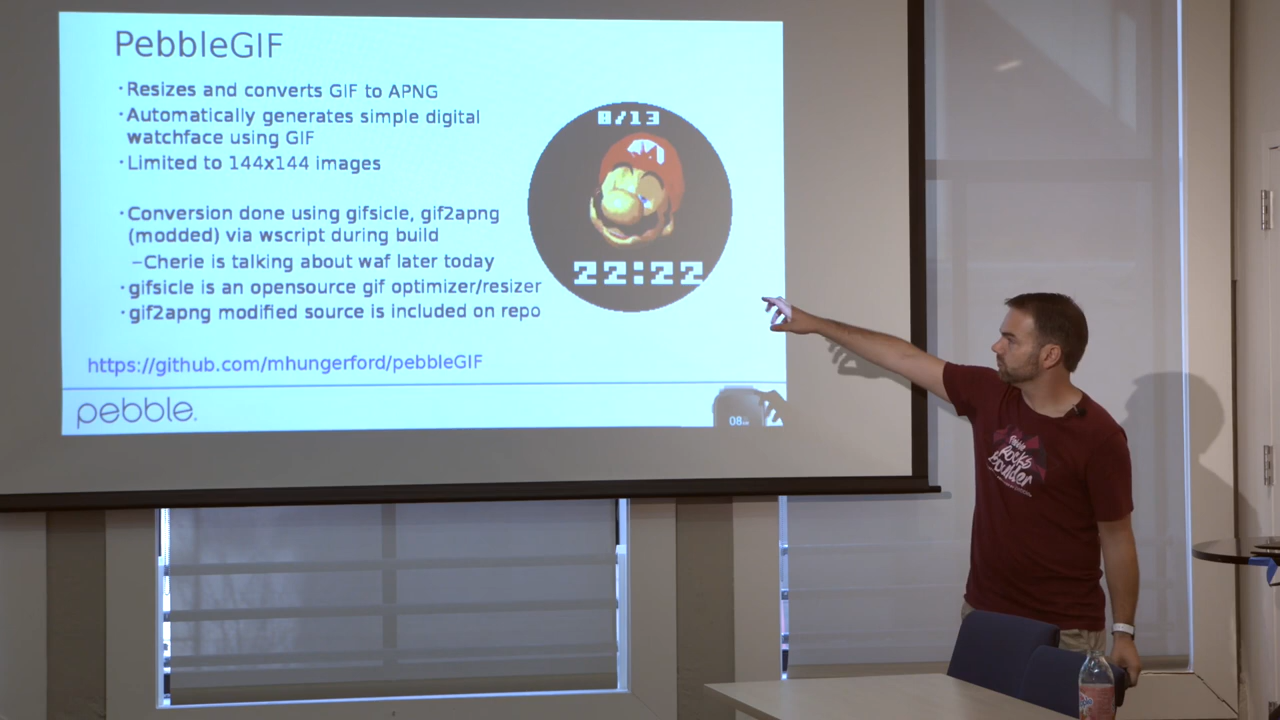 PebbleGIF
·Resizes and converts GIF to APNG
·Automatically generates simple digital
watchface using GIF
·Limited to 144x144 images
·Conversion done using gifsicle, gif2apng
(modded) via wscript during build
–Cherie is talking about waf later today
·gifsicle is an opensource gif optimizer/resizer
·gif2apng modified source is included on repo
https://github.com/mhungerford/pebbleGIF
8/13
M
22:22
pebble.
08
Rocks
Boulder